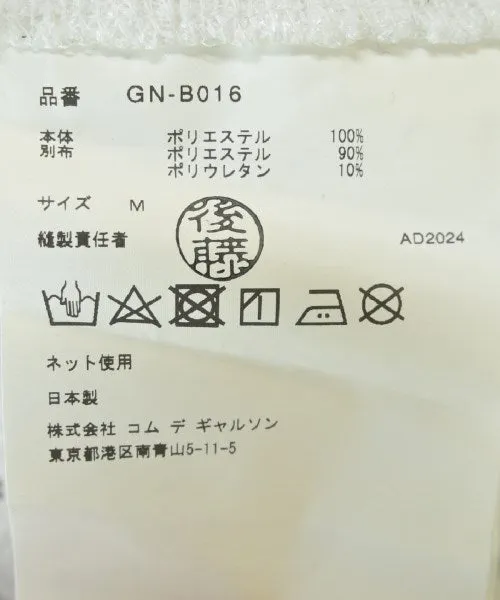 品番 GN-B016
本体 ポリエステル 100%
別布 ポリエステル 90%
ポリウレタン 10%
サイズ M
縫製責任者 後藤 AD2024
ネット使用
日本製
株式会社 コム デ ギャルソン
東京都港区南青山5-11-5